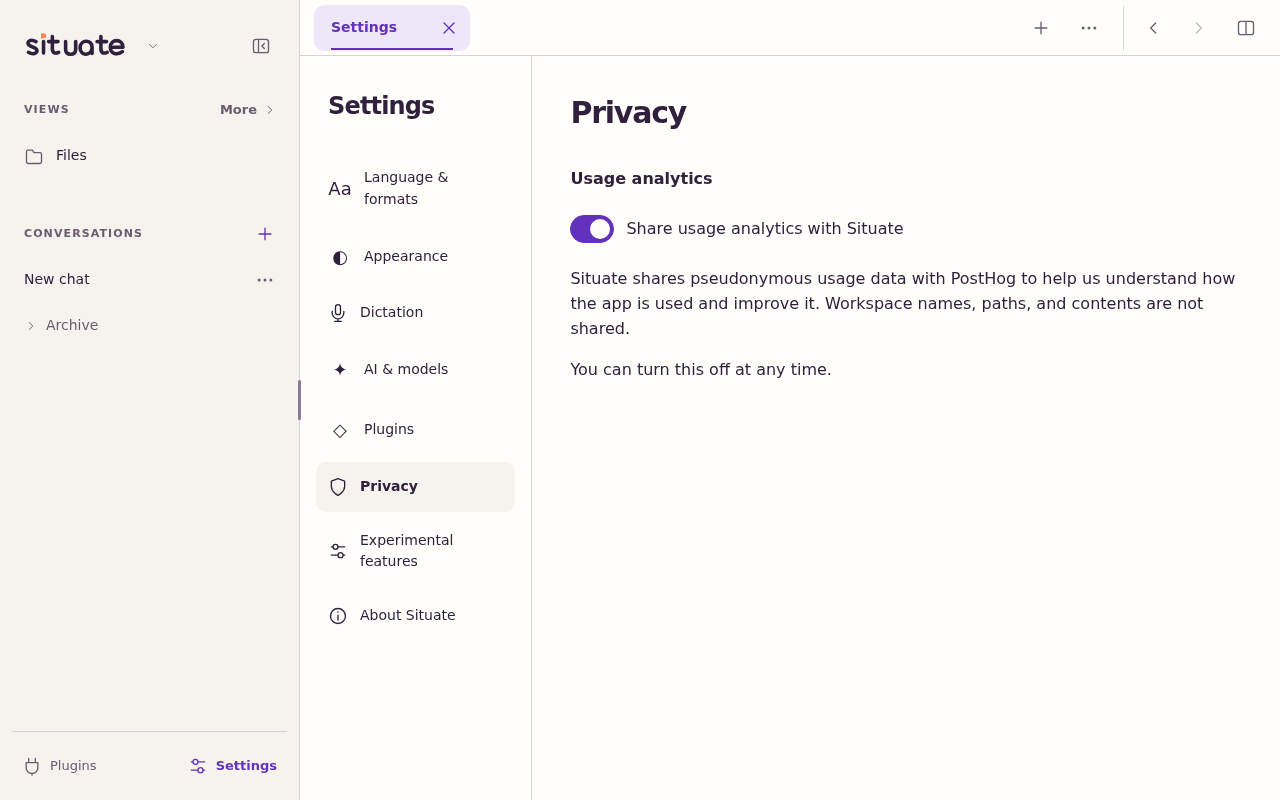 situate
VIEWS
More
Files
CONVERSATIONS
New chat
Archive
Plugins
Settings
Settings
Settings
Aa
Language &
formats
Appearance
Dictation
AI & models
Plugins
Privacy
Experimental
features
About Situate
Privacy
Usage analytics
Share usage analytics with Situate
Situate shares pseudonymous usage data with PostHog to help us understand how
the app is used and improve it. Workspace names, paths, and contents are not
shared.
You can turn this off at any time.